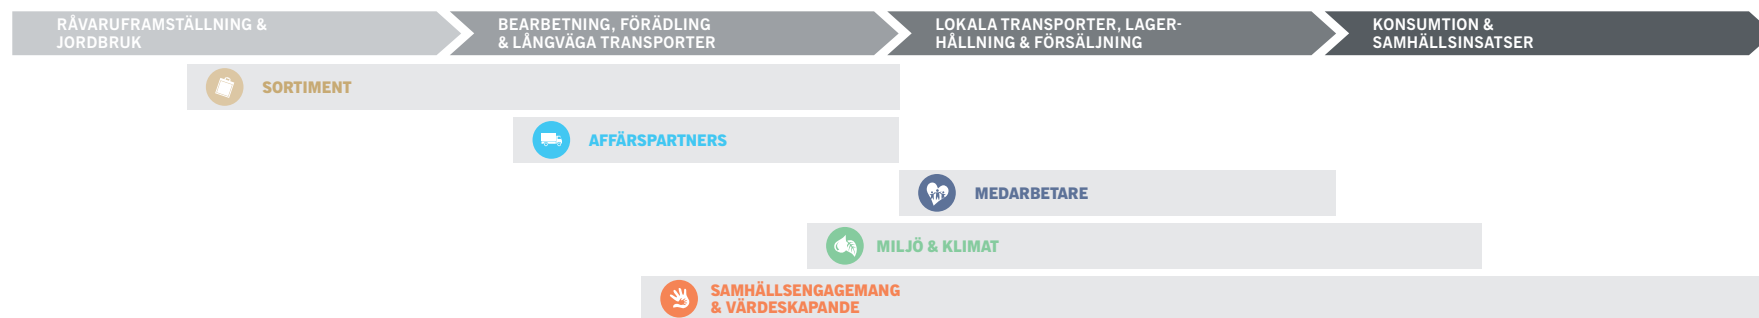 RÅVARUFRAMSTÄLLNING &
JORDBRUK
BEARBETNING, FÖRÄDLING
& LÅNGVÄGA TRANSPORTER
LOKALA TRANSPORTER, LAGER-
HÅLLNING & FÖRSÄLJNING
KONSUMTION &
SAMHÄLLSINSATSER
SORTIMENT
AFFÄRSPARTNERS
MEDARBETARE
MILJÖ & KLIMAT
SAMHÄLLSENGAGEMANG
& VÄRDESKAPANDE